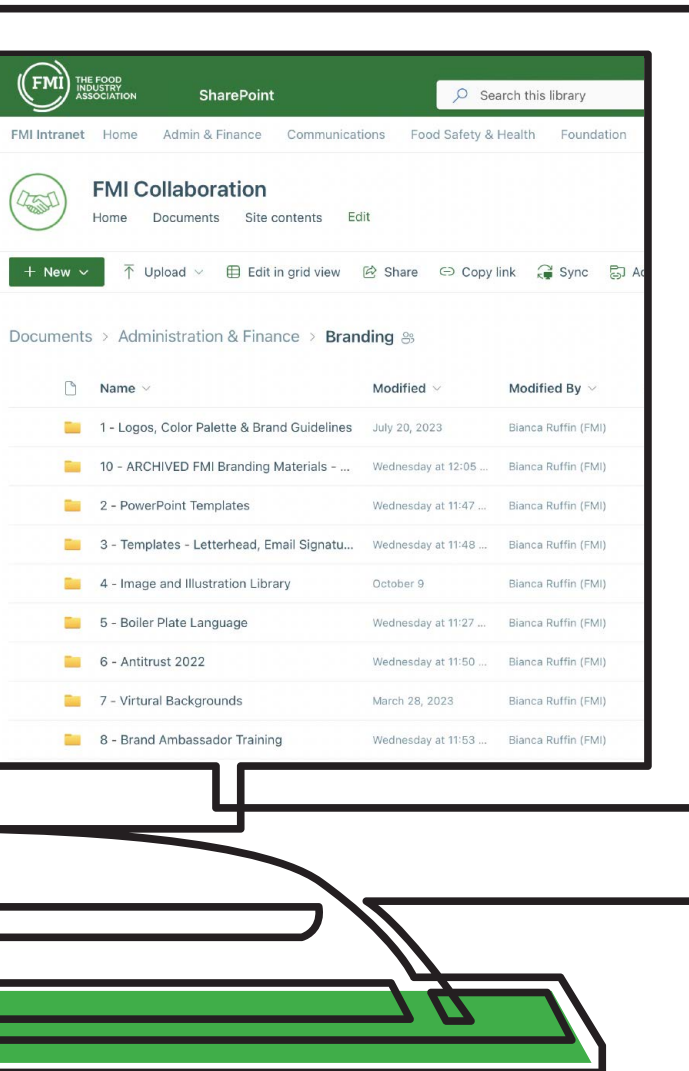 FMI THE FOOD INDUSTRY ASSOCIATION
SharePoint
Search this library
FMI Intranet Home Admin & Finance Communications Food Safety & Health Foundation
FMI Collaboration
Home Documents Site contents Edit
+ New Upload Edit in grid view Share Copy link Sync
Documents > Administration & Finance > Branding
Name Modified Modified By
1 - Logos, Color Palette & Brand Guidelines July 20, 2023 Bianca Ruffin (FMI)
10 - ARCHIVED FMI Branding Materials - ... Wednesday at 12:05 ... Bianca Ruffin (FMI)
2 - PowerPoint Templates Wednesday at 11:47 ... Bianca Ruffin (FMI)
3 - Templates - Letterhead, Email Signatu... Wednesday at 11:48 ... Bianca Ruffin (FMI)
4 - Image and Illustration Library October 9 Bianca Ruffin (FMI)
5 - Boiler Plate Language Wednesday at 11:27 ... Bianca Ruffin (FMI)
6 - Antitrust 2022 Wednesday at 11:50 ... Bianca Ruffin (FMI)
7 - Virtural Backgrounds March 28, 2023 Bianca Ruffin (FMI)
8 - Brand Ambassador Training Wednesday at 11:53 ... Bianca Ruffin (FMI)